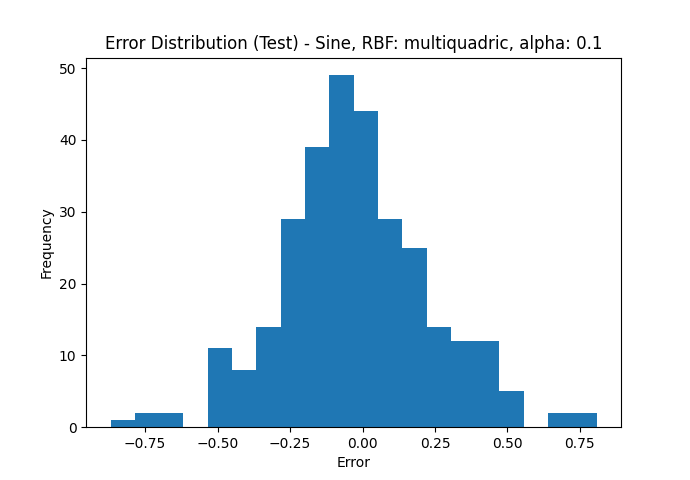 Error Distribution (Test) - Sine, RBF: multiquadric, alpha: 0.1
50
40
30
20
10
0
Frequency
−0.75 −0.50 −0.25 0.00 0.25 0.50 0.75
Error